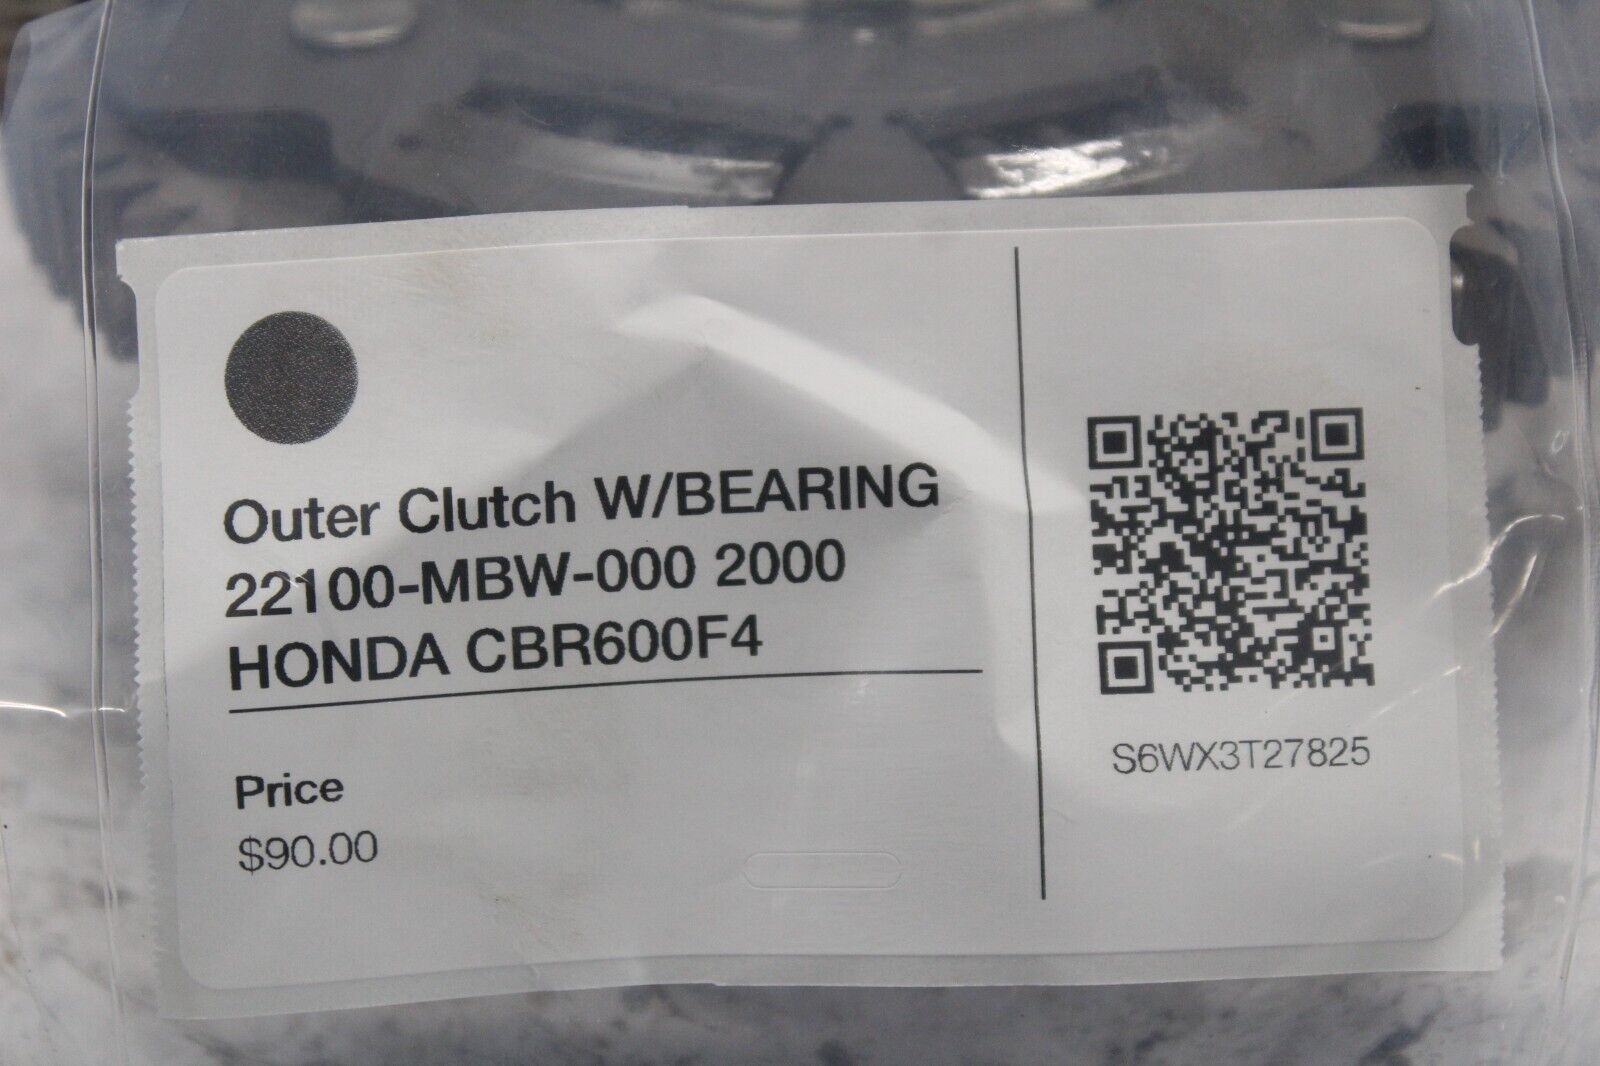 Outer Clutch W/BEARING
22100-MBW-000 2000
HONDA CBR600F4
Price
$90.00
S6WX3T27825